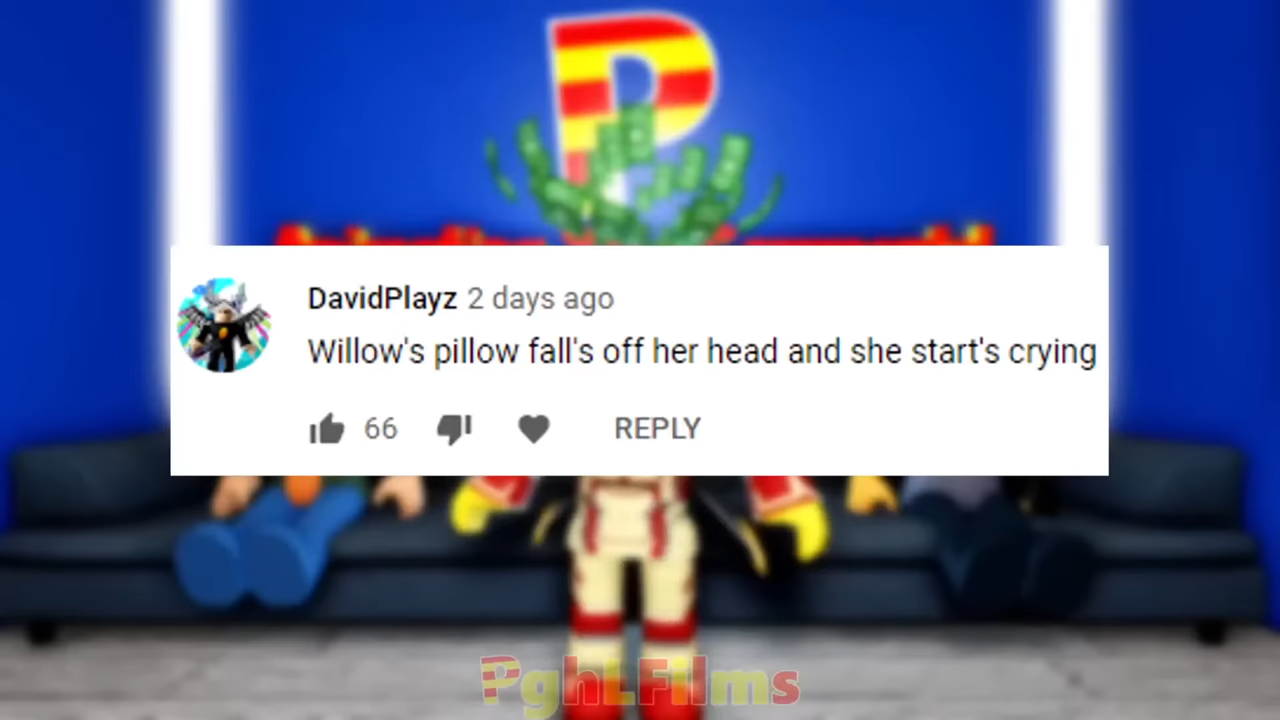 P
DavidPlayz 2 days ago
Willow's pillow fall's off her head and she start's crying
66
REPLY
PghLFilms